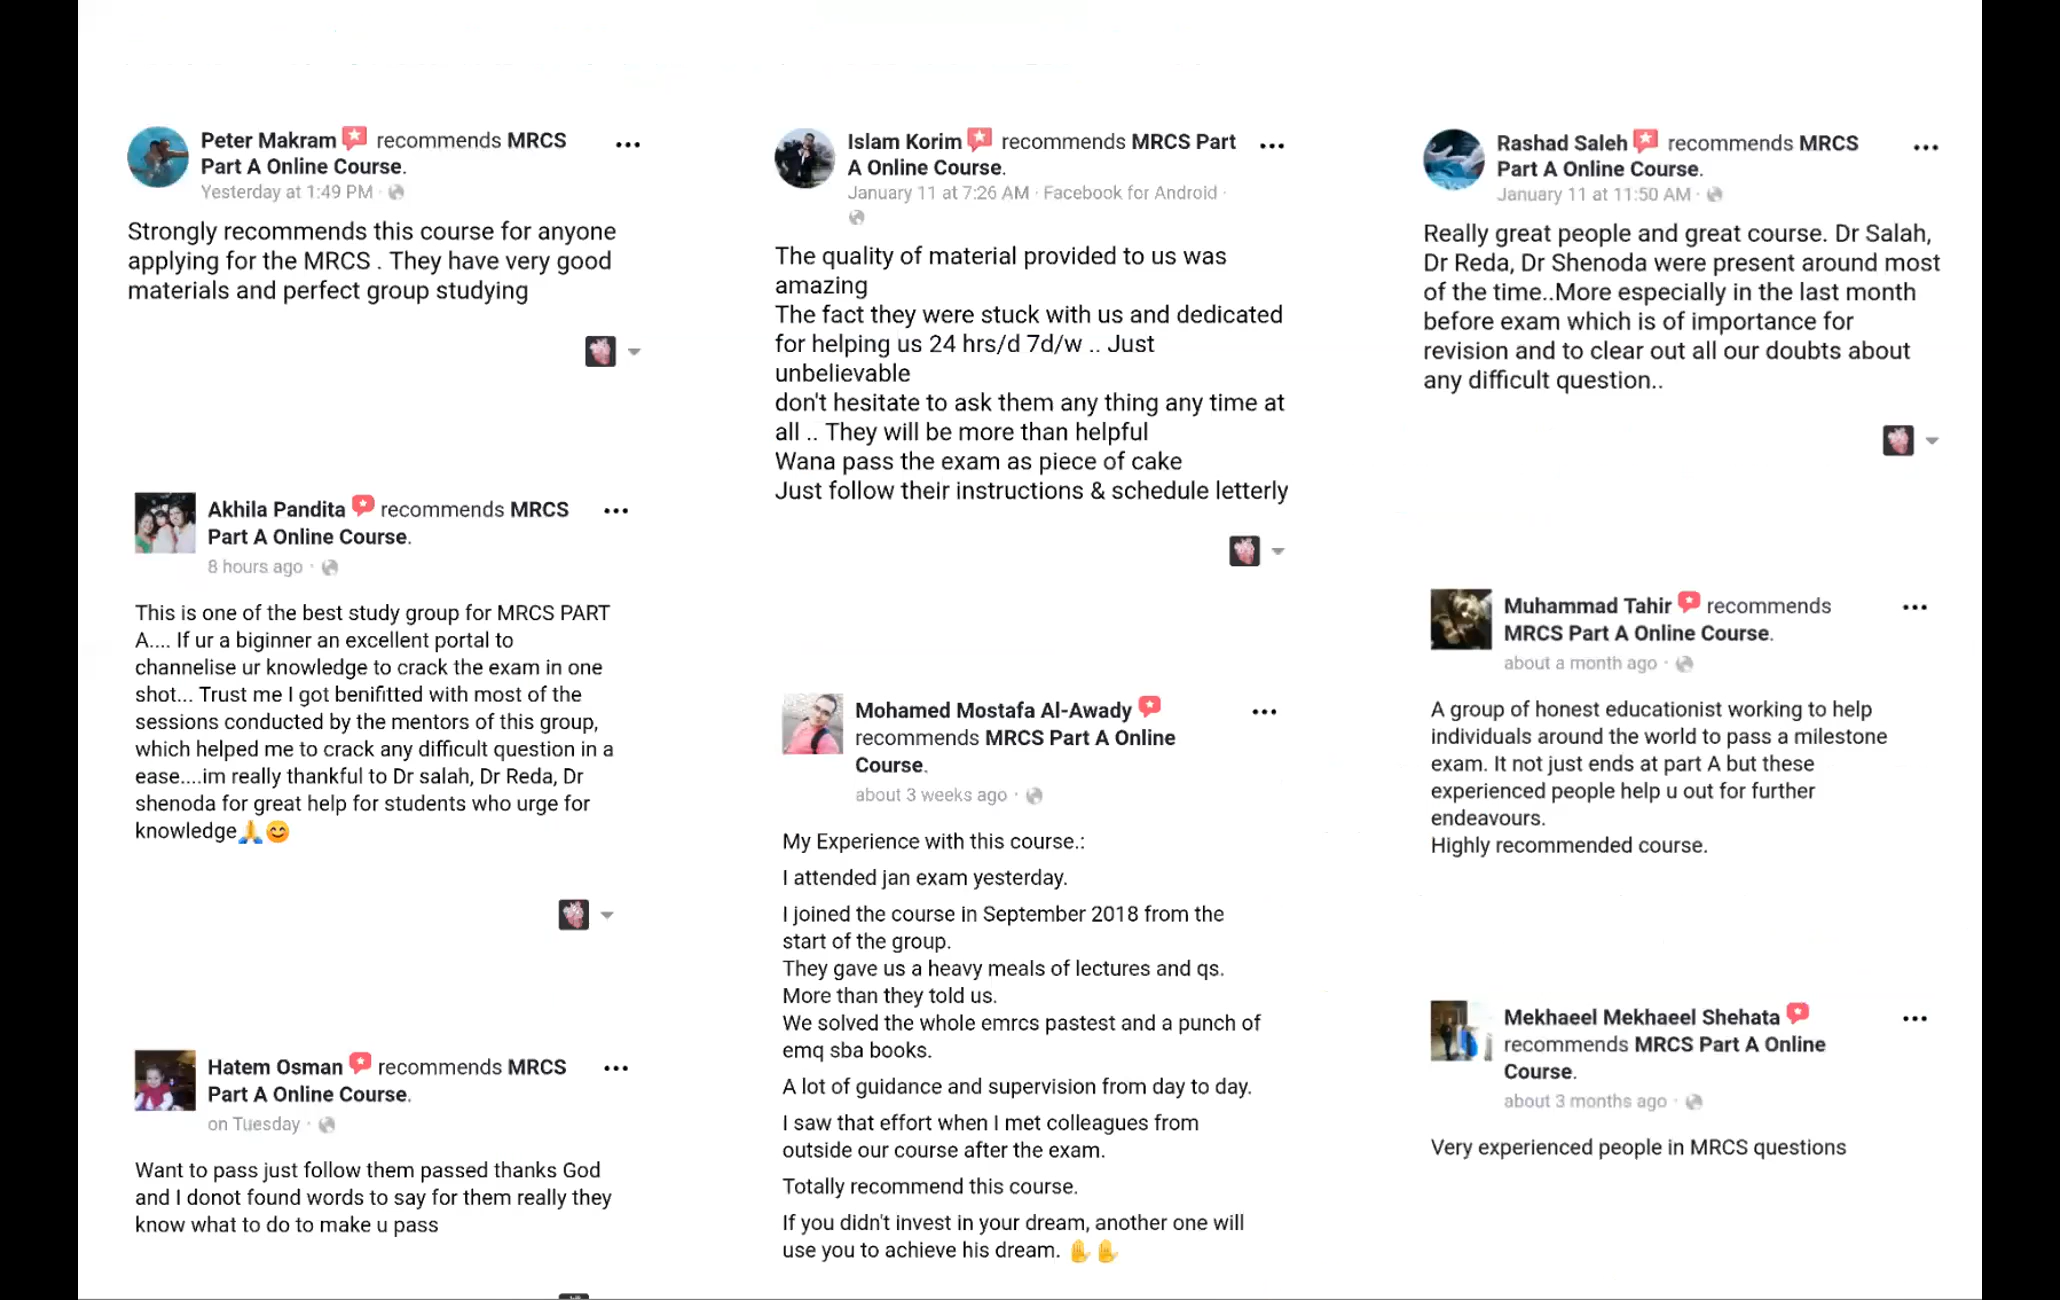 Peter Makram recommends MRCS
Part A Online Course.
Yesterday at 1:49 PM ·
Strongly recommends this course for anyone
applying for the MRCS . They have very good
materials and perfect group studying
Akhila Pandita recommends MRCS
Part A Online Course.
8 hours ago ·
This is one of the best study group for MRCS PART
A.... If ur a biginner an excellent portal to
channelise ur knowledge to crack the exam in one
shot... Trust me I got benifitted with most of the
sessions conducted by the mentors of this group,
which helped me to crack any difficult question in a
ease....im really thankful to Dr salah, Dr Reda, Dr
shenoda for great help for students who urge for
knowledge🙏😊
Hatem Osman recommends MRCS
Part A Online Course.
on Tuesday ·
Want to pass just follow them passed thanks God
and I donot found words to say for them really they
know what to do to make u pass
Islam Korim recommends MRCS Part
A Online Course.
January 11 at 7:26 AM · Facebook for Android ·
The quality of material provided to us was
amazing
The fact they were stuck with us and dedicated
for helping us 24 hrs/d 7d/w .. Just
unbelievable
don't hesitate to ask them any thing any time at
all .. They will be more than helpful
Wana pass the exam as piece of cake
Just follow their instructions & schedule letterly
Mohamed Mostafa Al-Awady
recommends MRCS Part A Online
Course.
about 3 weeks ago ·
My Experience with this course.:
I attended jan exam yesterday.
I joined the course in September 2018 from the
start of the group.
They gave us a heavy meals of lectures and qs.
More than they told us.
We solved the whole emrcs pastest and a punch of
emq sba books.
A lot of guidance and supervision from day to day.
I saw that effort when I met colleagues from
outside our course after the exam.
Totally recommend this course.
If you didn't invest in your dream, another one will
use you to achieve his dream. ✋✋
Rashad Saleh recommends MRCS
Part A Online Course.
January 11 at 11:50 AM ·
Really great people and great course. Dr Salah,
Dr Reda, Dr Shenoda were present around most
of the time..More especially in the last month
before exam which is of importance for
revision and to clear out all our doubts about
any difficult question..
Muhammad Tahir recommends
MRCS Part A Online Course.
about a month ago ·
A group of honest educationist working to help
individuals around the world to pass a milestone
exam. It not just ends at part A but these
experienced people help u out for further
endeavours.
Highly recommended course.
Mekhaeel Mekhaeel Shehata
recommends MRCS Part A Online
Course.
about 3 months ago ·
Very experienced people in MRCS questions